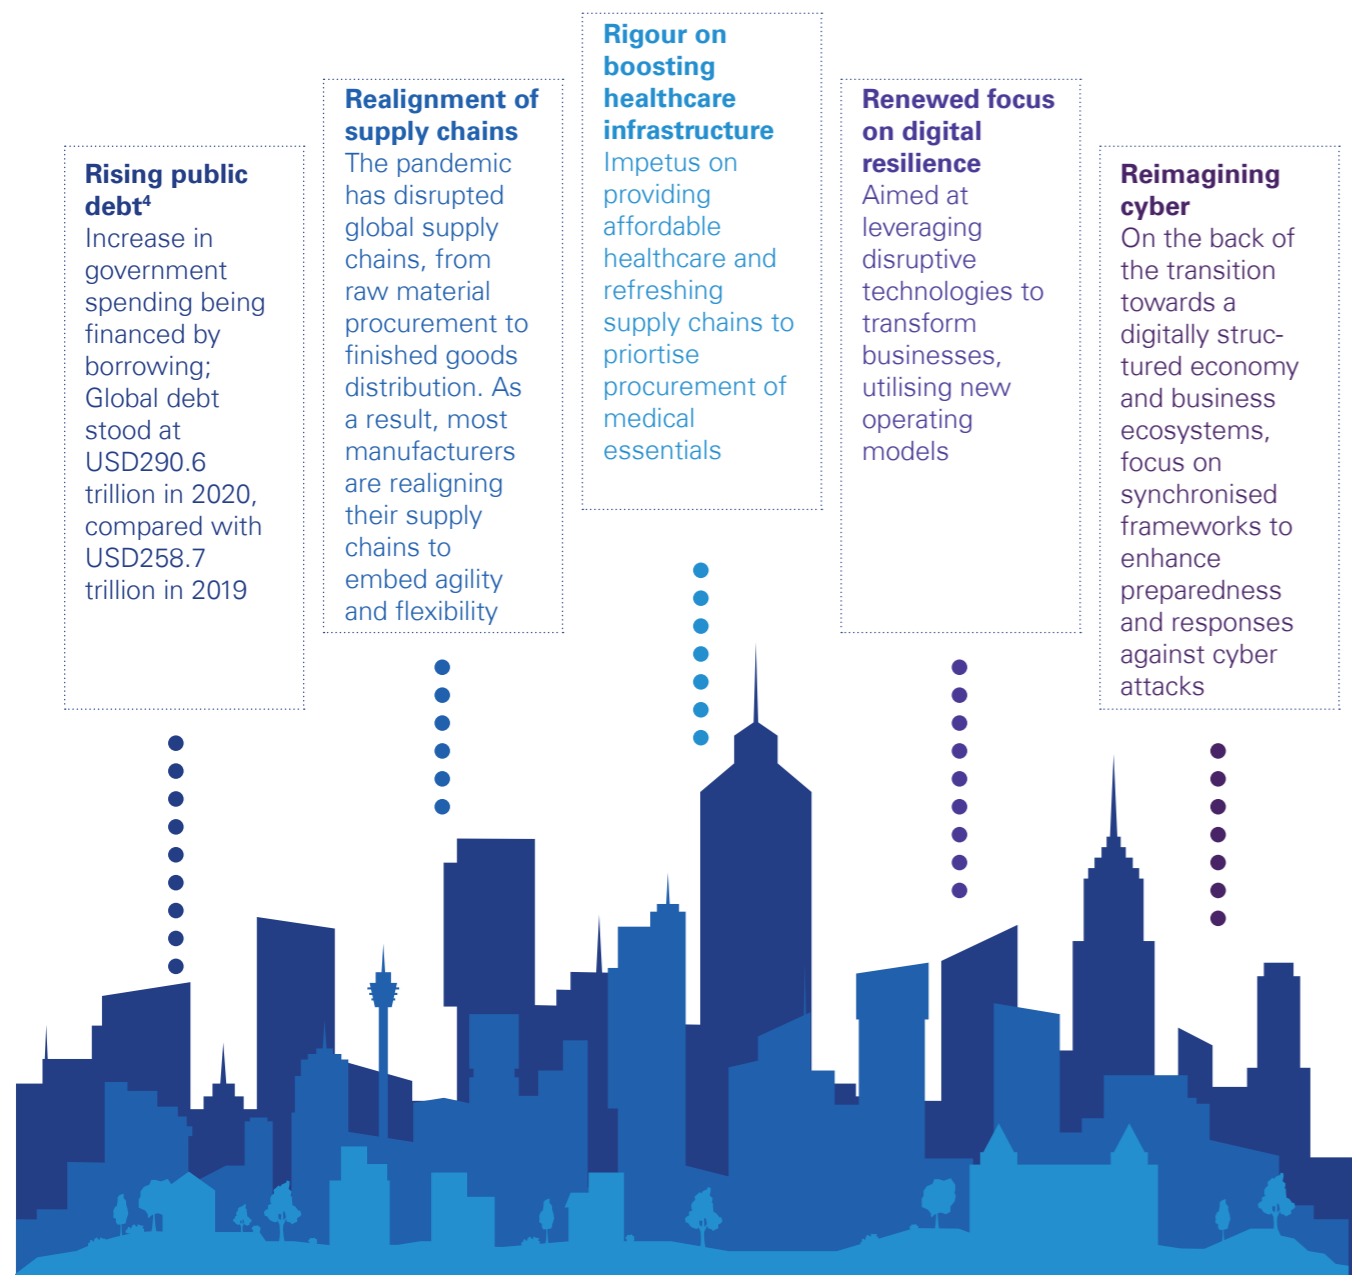 Rising public
debt⁴
Increase in
government
spending being
financed by
borrowing;
Global debt
stood at
USD290.6
trillion in 2020,
compared with
USD258.7
trillion in 2019
Realignment of
supply chains
The pandemic
has disrupted
global supply
chains, from
raw material
procurement to
finished goods
distribution. As
a result, most
manufacturers
are realigning
their supply
chains to
embed agility
and flexibility
Rigour on
boosting
healthcare
infrastructure
Impetus on
providing
affordable
healthcare and
refreshing
supply chains to
priortise
procurement of
medical
essentials
Renewed focus
on digital
resilience
Aimed at
leveraging
disruptive
technologies to
transform
businesses,
utilising new
operating
models
Reimagining
cyber
On the back of
the transition
towards a
digitally struc-
tured economy
and business
ecosystems,
focus on
synchronised
frameworks to
enhance
preparedness
and responses
against cyber
attacks